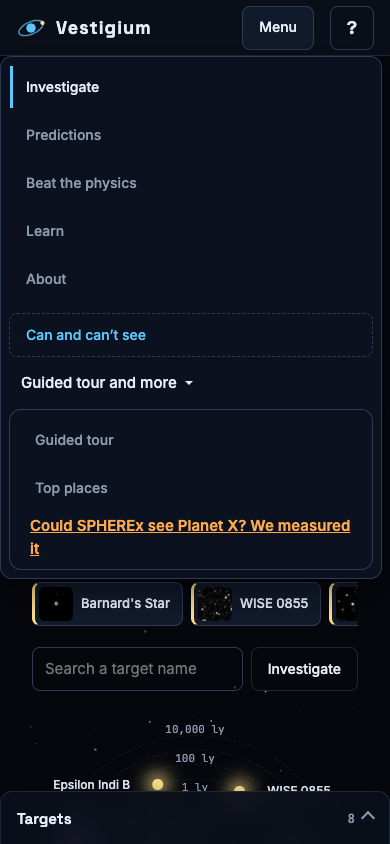 Vestigium
Menu
?
Investigate
Predictions
Beat the physics
Learn
About
Can and can’t see
Guided tour and more
Guided tour
Top places
Could SPHEREx see Planet X? We measured
it
Barnard's Star
WISE 0855
Search a target name
Investigate
10,000 ly
100 ly
1 ly
Epsilon Indi B
WISE 0855
Targets
8